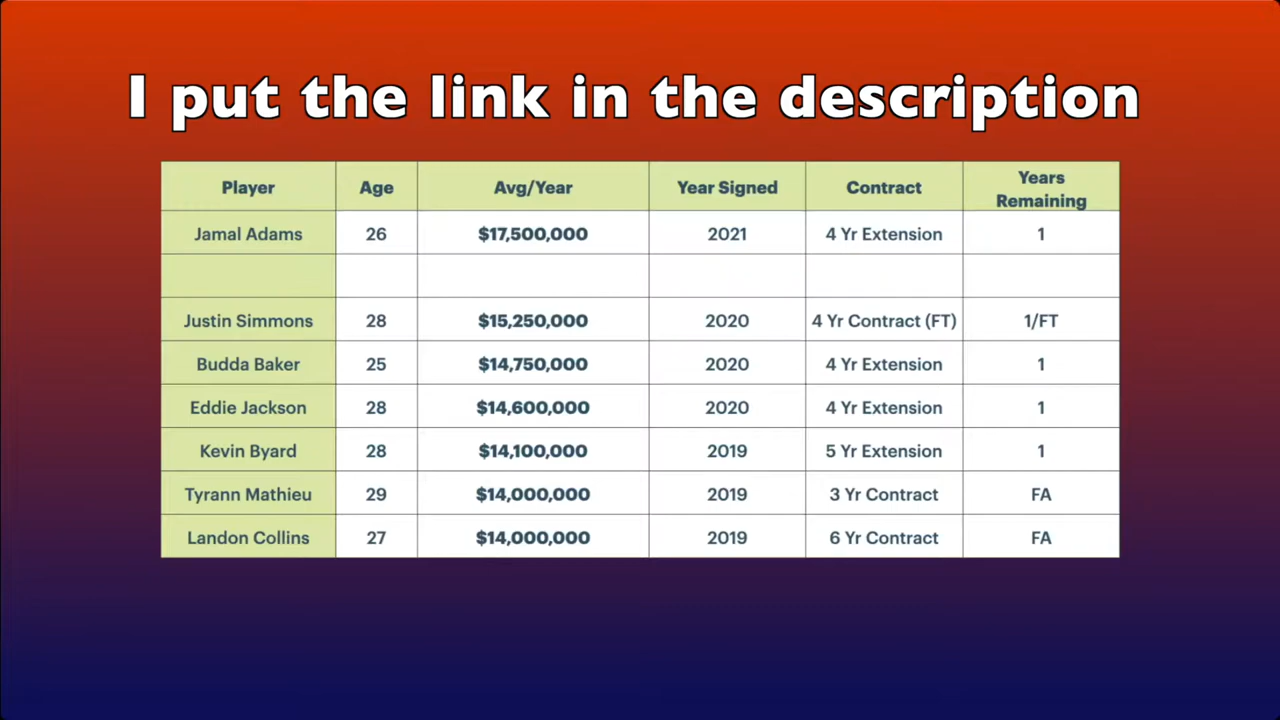 I put the link in the description
Player Age Avg/Year Year Signed Contract Years Remaining
Jamal Adams 26 $17,500,000 2021 4 Yr Extension 1
Justin Simmons 28 $15,250,000 2020 4 Yr Contract (FT) 1/FT
Budda Baker 25 $14,750,000 2020 4 Yr Extension 1
Eddie Jackson 28 $14,600,000 2020 4 Yr Extension 1
Kevin Byard 28 $14,100,000 2019 5 Yr Extension 1
Tyrann Mathieu 29 $14,000,000 2019 3 Yr Contract FA
Landon Collins 27 $14,000,000 2019 6 Yr Contract FA